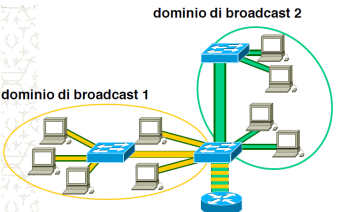 dominio di broadcast 2
dominio di broadcast 1